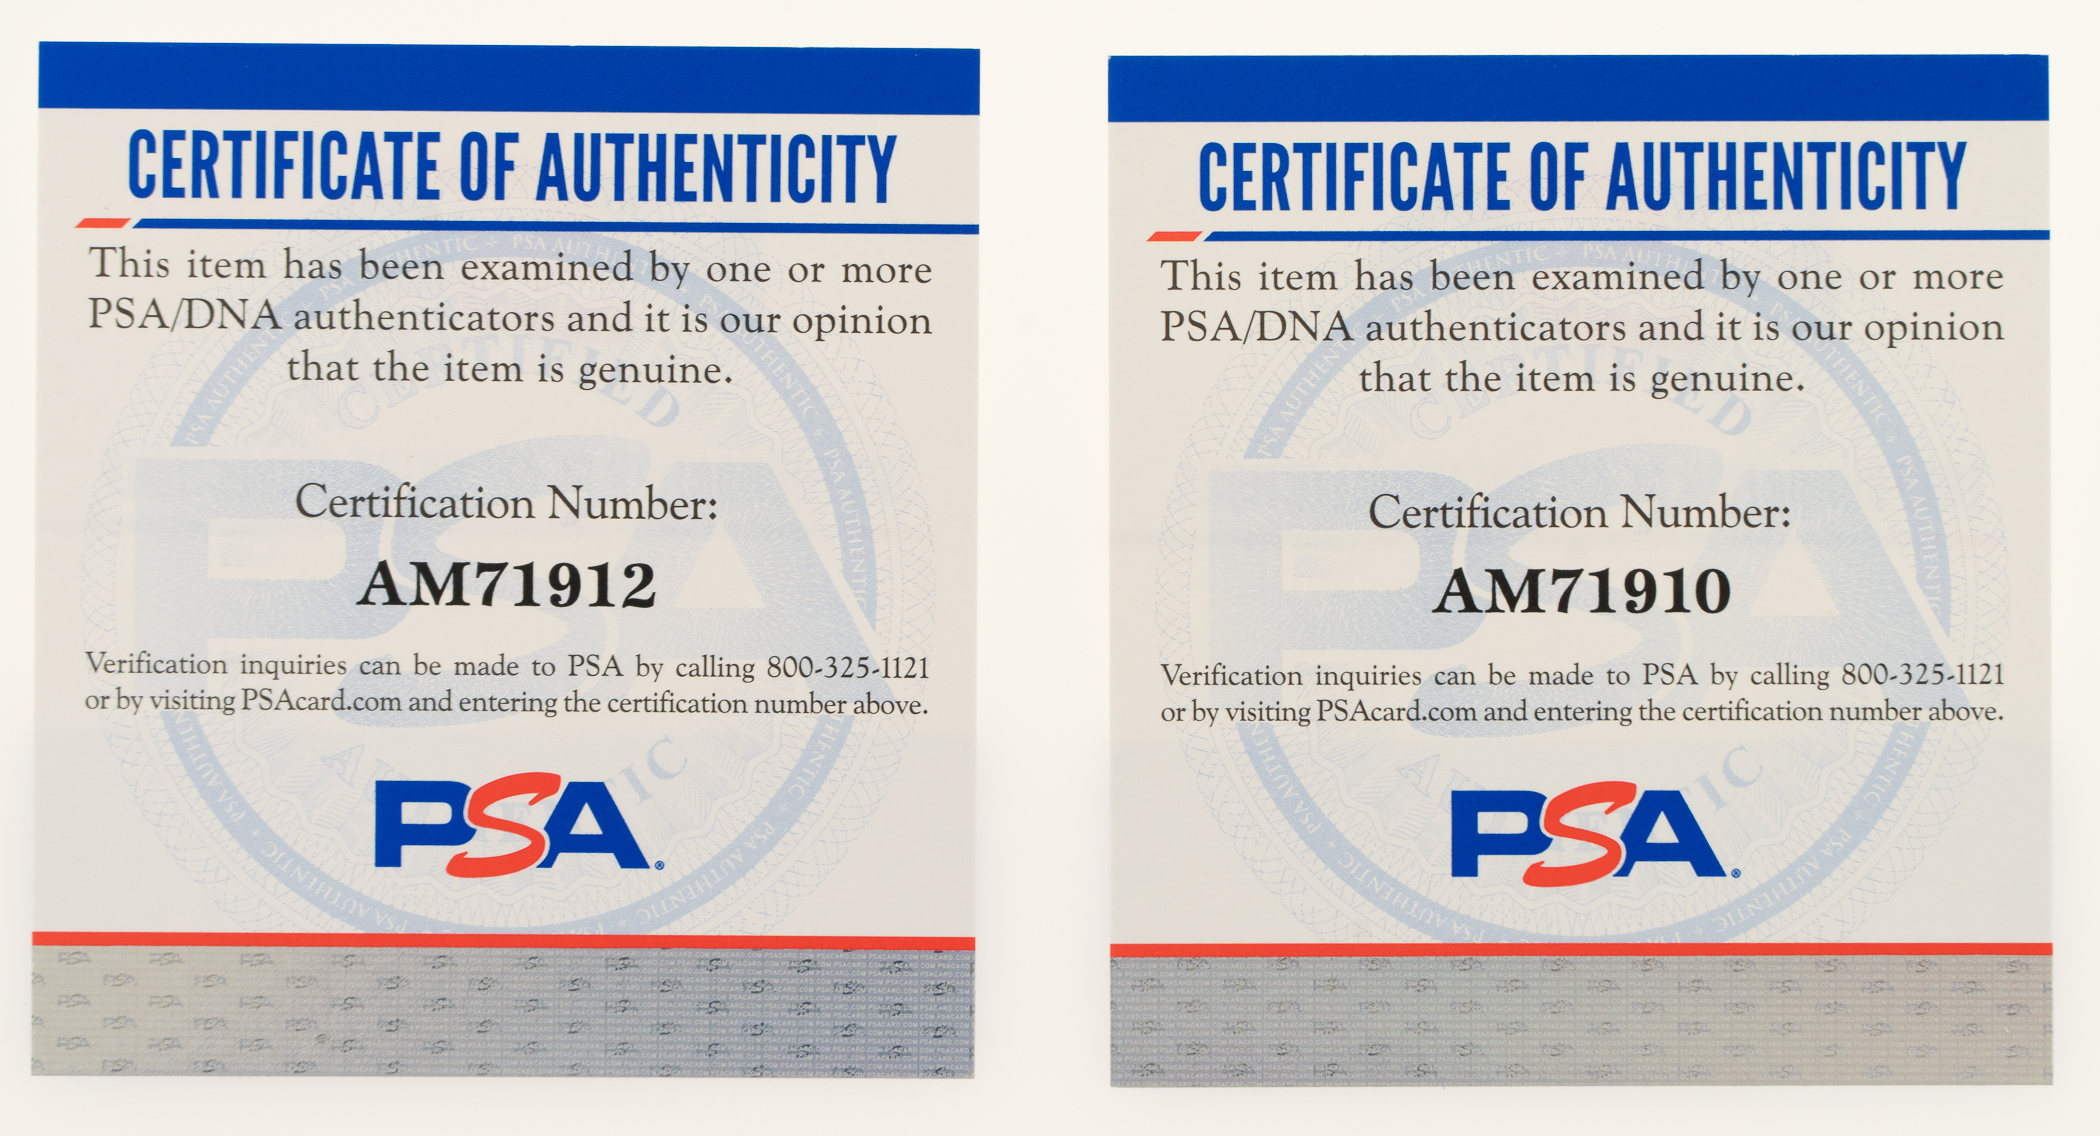 CERTIFICATE OF AUTHENTICITY
This item has been examined by one or more
PSA/DNA authenticators and it is our opinion
that the item is genuine.
Certification Number:
AM71912
Verification inquiries can be made to PSA by calling 800-325-1121
or by visiting PSAcard.com and entering the certification number above.
PSA®
CERTIFICATE OF AUTHENTICITY
This item has been examined by one or more
PSA/DNA authenticators and it is our opinion
that the item is genuine.
Certification Number:
AM71910
Verification inquiries can be made to PSA by calling 800-325-1121
or by visiting PSAcard.com and entering the certification number above.
PSA®